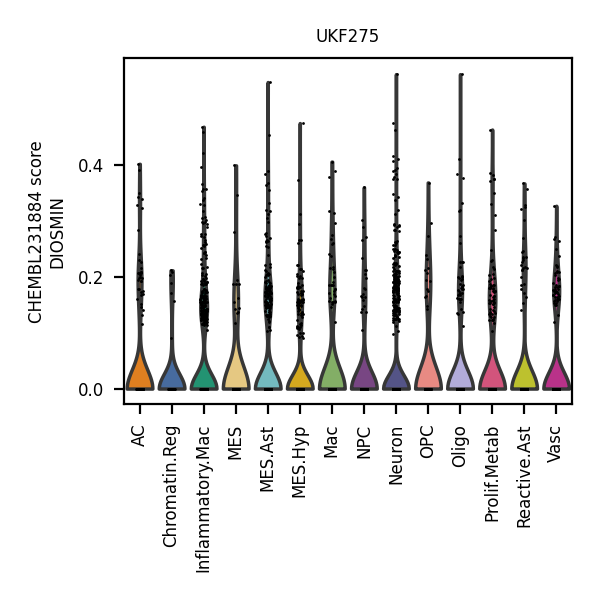 UKF275
CHEMBL231884 score
DIOSMIN
0.4
0.2
0.0
AC
Chromatin.Reg
Inflammatory.Mac
MES
MES.Ast
MES.Hyp
Mac
NPC
Neuron
OPC
Oligo
Prolif.Metab
Reactive.Ast
Vasc